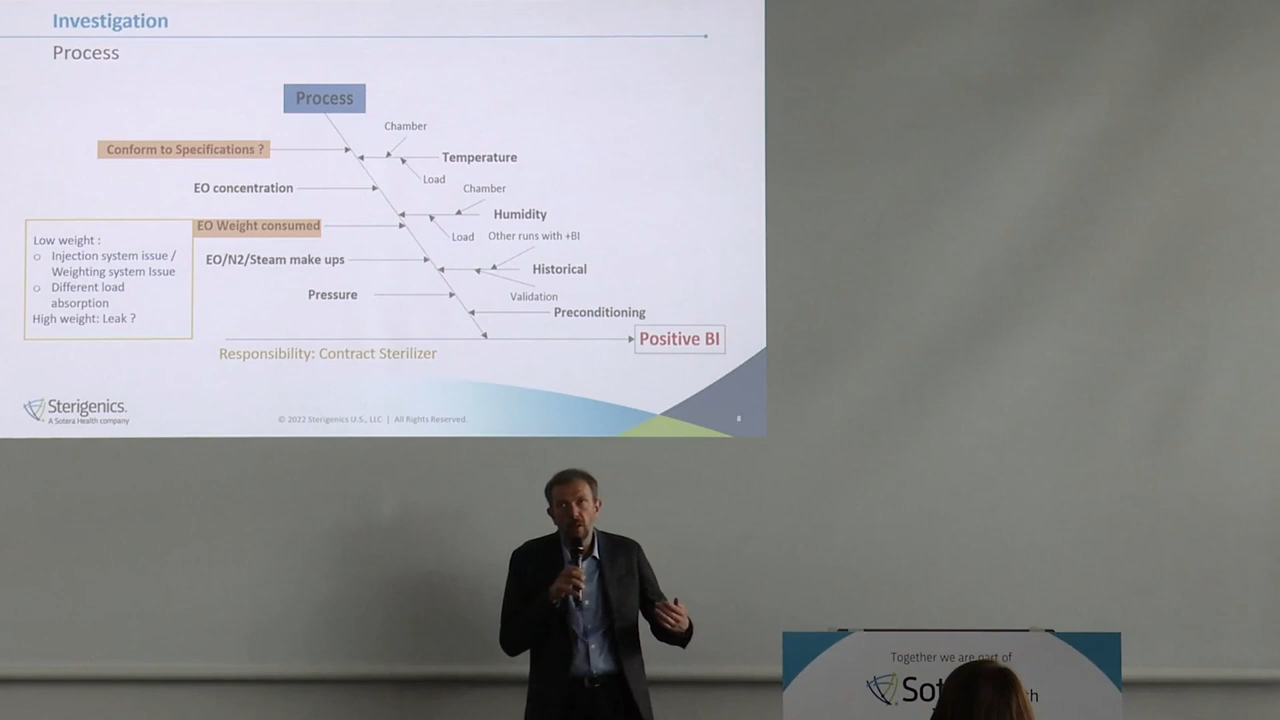 Investigation
Process
Process
Chamber
Conform to Specifications ?
Temperature
Load
EO concentration
Chamber
Humidity
EO Weight consumed
Load
Other runs with +BI
Low weight :
o Injection system issue /
Weighting system Issue
o Different load
absorption
High weight: Leak ?
EO/N2/Steam make ups
Historical
Pressure
Validation
Preconditioning
Positive BI
Responsibility: Contract Sterilizer
Sterigenics.
A Sotera Health company
© 2022 Sterigenics U.S., LLC | All Rights Reserved.
8
Together we are part of